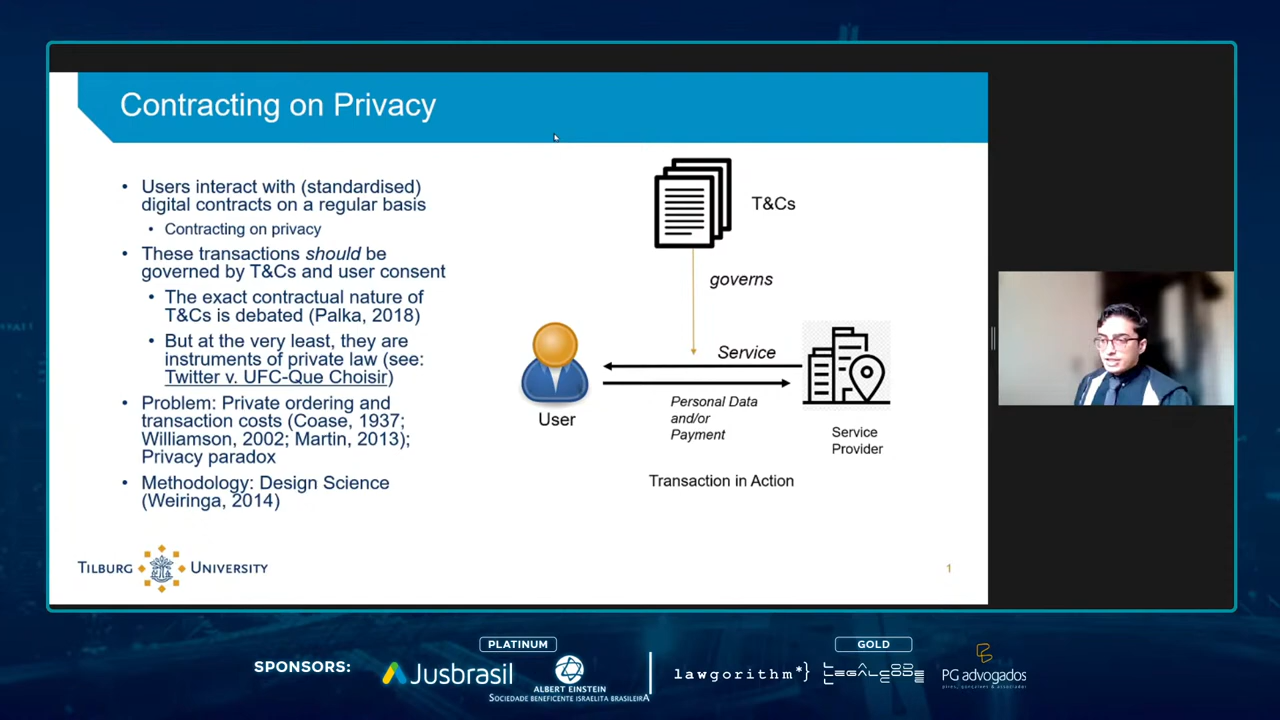 Contracting on Privacy
• Users interact with (standardised)
digital contracts on a regular basis
• Contracting on privacy
• These transactions should be
governed by T&Cs and user consent
• The exact contractual nature of
T&Cs is debated (Palka, 2018)
• But at the very least, they are
instruments of private law (see:
Twitter v. UFC-Que Choisir)
• Problem: Private ordering and
transaction costs (Coase, 1937;
Williamson, 2002; Martin, 2013);
Privacy paradox
• Methodology: Design Science
(Weiringa, 2014)
T&Cs
governs
Service
User
Personal Data
and/or
Payment
Service
Provider
Transaction in Action
TILBURG UNIVERSITY
1
SPONSORS:
PLATINUM
Jusbrasil
ALBERT EINSTEIN
SOCIEDADE BENEFICENTE ISRAELITA BRASILEIRA
GOLD
lawgorithm*}
LEGALCODE
PG advogados